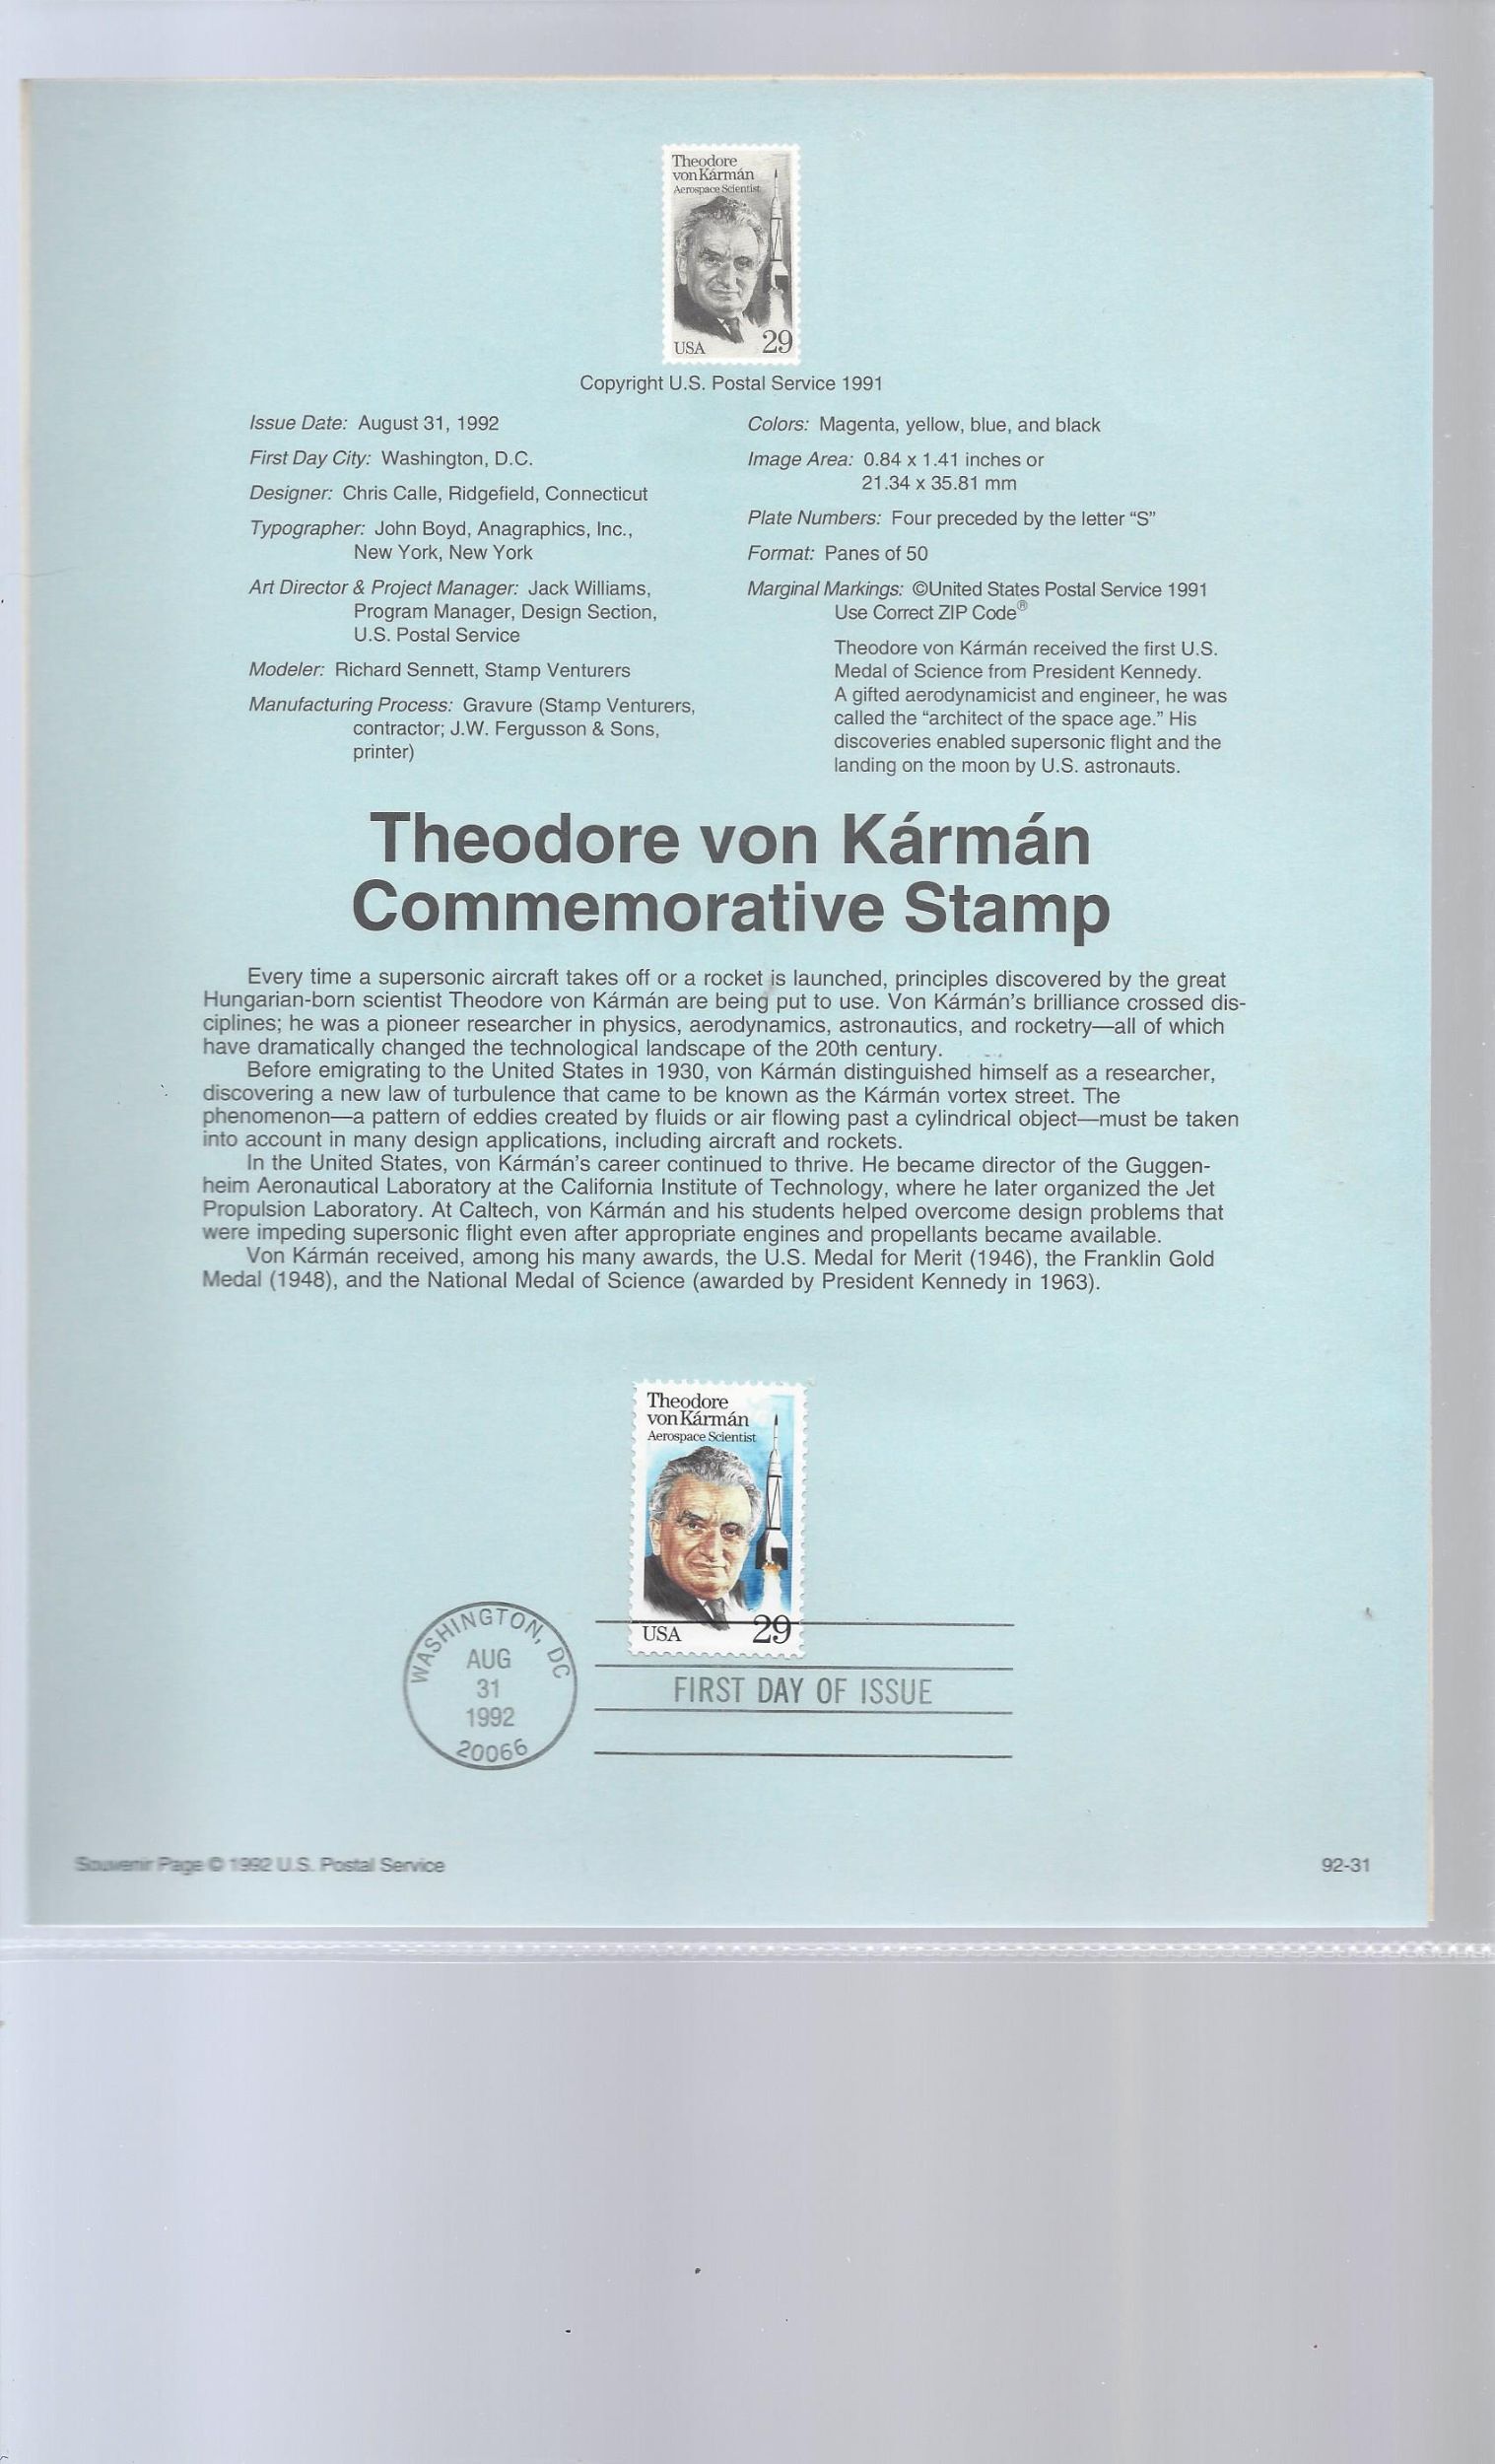 Theodore
von Kármán
Aerospace Scientist
USA 29
Copyright U.S. Postal Service 1991
Issue Date: August 31, 1992
First Day City: Washington, D.C.
Designer: Chris Calle, Ridgefield, Connecticut
Typographer: John Boyd, Anagraphics, Inc.,
New York, New York
Art Director & Project Manager: Jack Williams,
Program Manager, Design Section,
U.S. Postal Service
Modeler: Richard Sennett, Stamp Venturers
Manufacturing Process: Gravure (Stamp Venturers,
contractor; J.W. Fergusson & Sons,
printer)
Colors: Magenta, yellow, blue, and black
Image Area: 0.84 x 1.41 inches or
21.34 x 35.81 mm
Plate Numbers: Four preceded by the letter “S”
Format: Panes of 50
Marginal Markings: ©United States Postal Service 1991
Use Correct ZIP Code®
Theodore von Kármán received the first U.S.
Medal of Science from President Kennedy.
A gifted aerodynamicist and engineer, he was
called the “architect of the space age.” His
discoveries enabled supersonic flight and the
landing on the moon by U.S. astronauts.
Theodore von Kármán
Commemorative Stamp
Every time a supersonic aircraft takes off or a rocket is launched, principles discovered by the great
Hungarian-born scientist Theodore von Kármán are being put to use. Von Kármán’s brilliance crossed dis-
ciplines; he was a pioneer researcher in physics, aerodynamics, astronautics, and rocketry—all of which
have dramatically changed the technological landscape of the 20th century.
Before emigrating to the United States in 1930, von Kármán distinguished himself as a researcher,
discovering a new law of turbulence that came to be known as the Kármán vortex street. The
phenomenon—a pattern of eddies created by fluids or air flowing past a cylindrical object—must be taken
into account in many design applications, including aircraft and rockets.
In the United States, von Kármán’s career continued to thrive. He became director of the Guggen-
heim Aeronautical Laboratory at the California Institute of Technology, where he later organized the Jet
Propulsion Laboratory. At Caltech, von Kármán and his students helped overcome design problems that
were impeding supersonic flight even after appropriate engines and propellants became available.
Von Kármán received, among his many awards, the U.S. Medal for Merit (1946), the Franklin Gold
Medal (1948), and the National Medal of Science (awarded by President Kennedy in 1963).
Theodore
von Kármán
Aerospace Scientist
USA 29
WASHINGTON, DC
AUG
31
1992
20066
FIRST DAY OF ISSUE
Souvenir Page © 1992 U.S. Postal Service
92-31